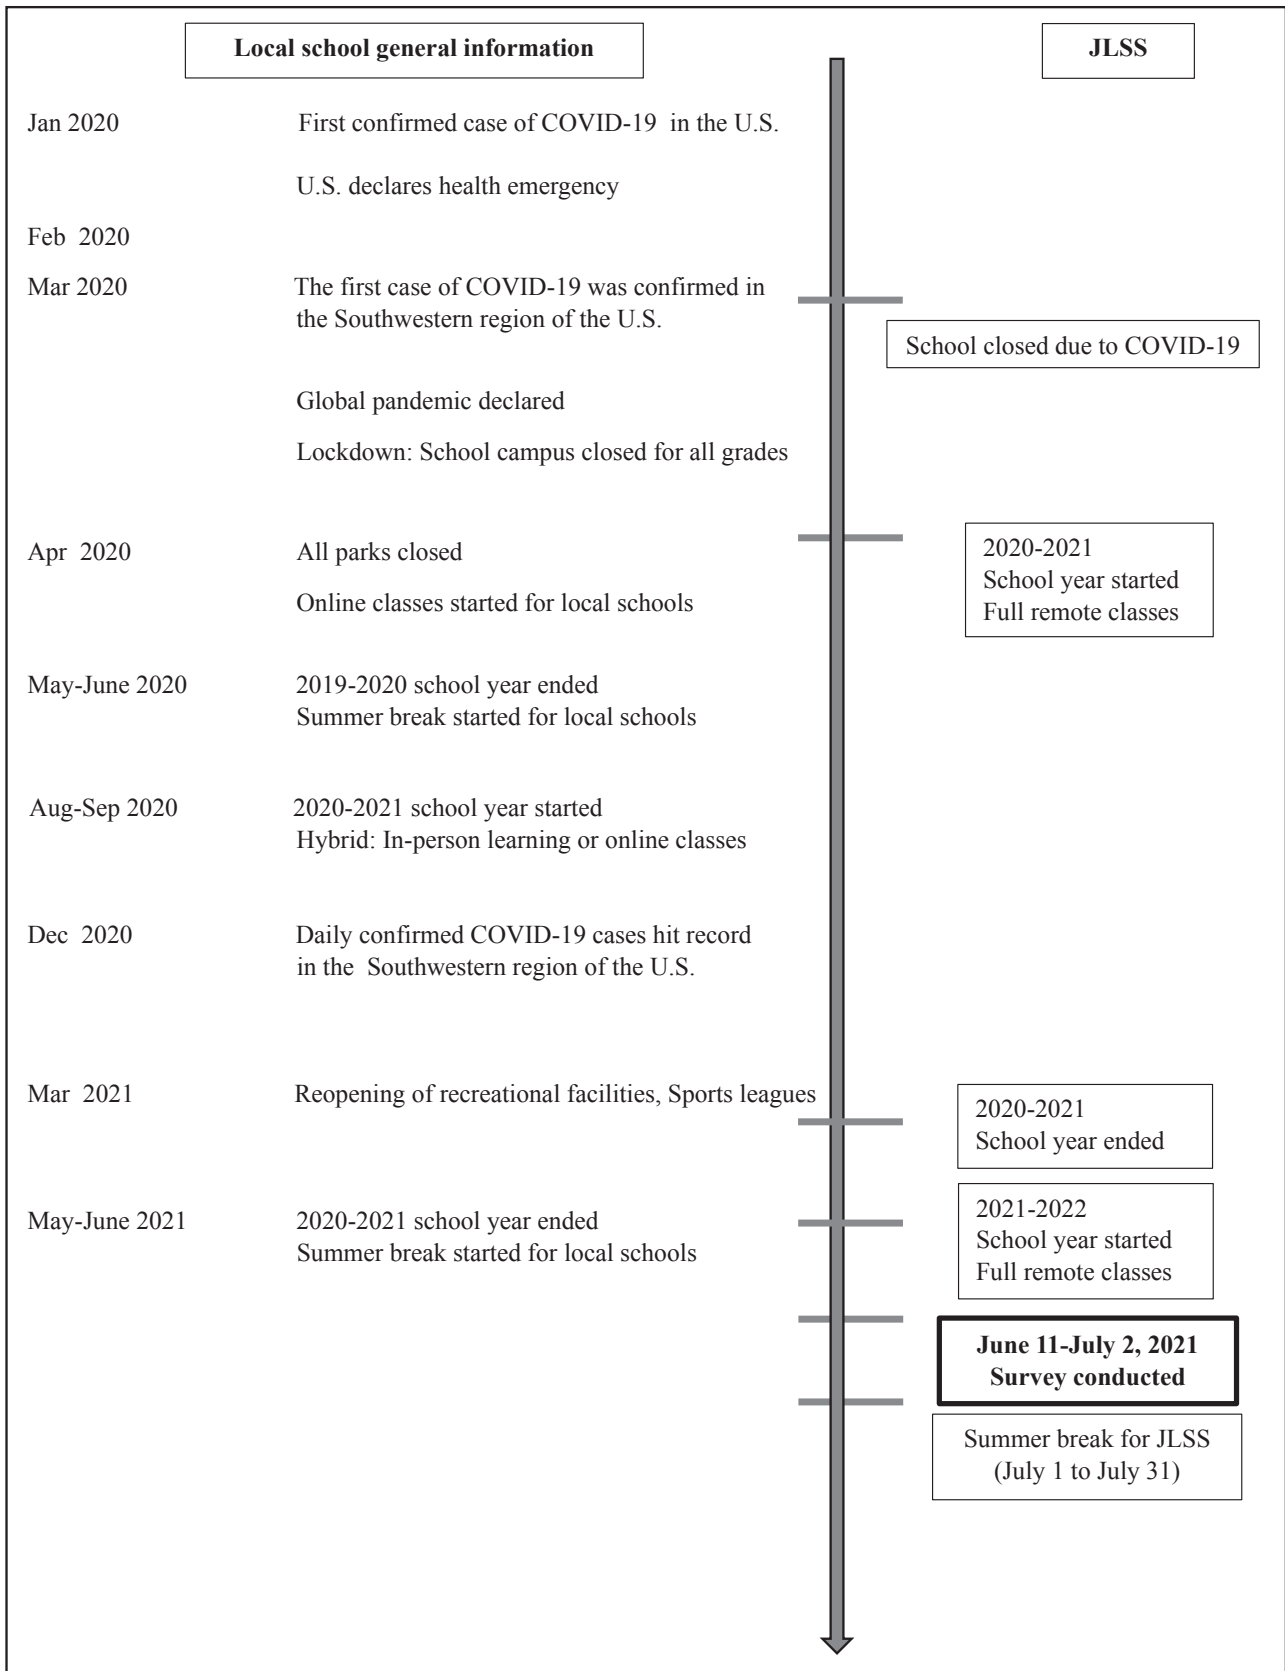 Local school general information
JLSS
Jan 2020
First confirmed case of COVID-19 in the U.S.
U.S. declares health emergency
Feb 2020
Mar 2020
The first case of COVID-19 was confirmed in
the Southwestern region of the U.S.
School closed due to COVID-19
Global pandemic declared
Lockdown: School campus closed for all grades
Apr 2020
All parks closed
Online classes started for local schools
2020-2021
School year started
Full remote classes
May-June 2020
2019-2020 school year ended
Summer break started for local schools
Aug-Sep 2020
2020-2021 school year started
Hybrid: In-person learning or online classes
Dec 2020
Daily confirmed COVID-19 cases hit record
in the Southwestern region of the U.S.
Mar 2021
Reopening of recreational facilities, Sports leagues
2020-2021
School year ended
May-June 2021
2020-2021 school year ended
Summer break started for local schools
2021-2022
School year started
Full remote classes
June 11-July 2, 2021
Survey conducted
Summer break for JLSS
(July 1 to July 31)